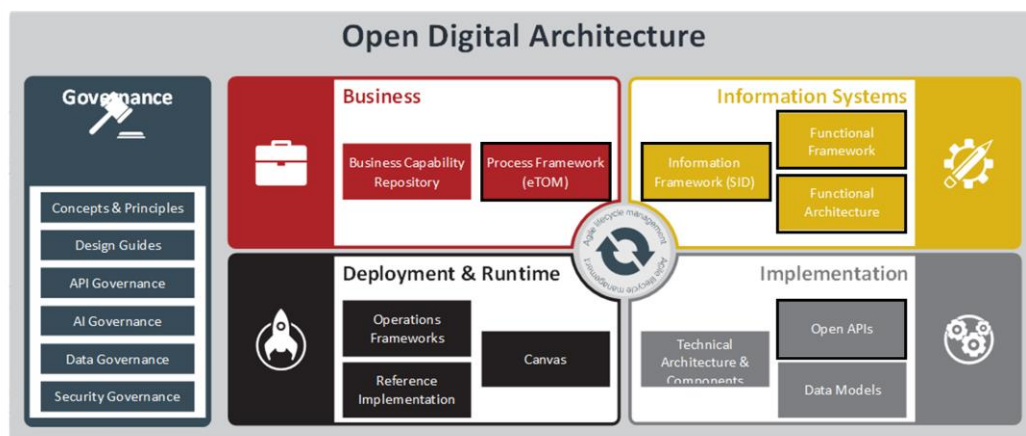 Open Digital Architecture
Governance
Concepts & Principles
Design Guides
API Governance
AI Governance
Data Governance
Security Governance
Business
Business Capability
Repository
Process Framework
(eTOM)
Information Systems
Information
Framework (SID)
Functional
Framework
Functional
Architecture
Agile lifecycle management
Agile lifecycle management
Deployment & Runtime
Operations
Frameworks
Reference
Implementation
Canvas
Implementation
Technical
Architecture &
Components
Open APIs
Data Models